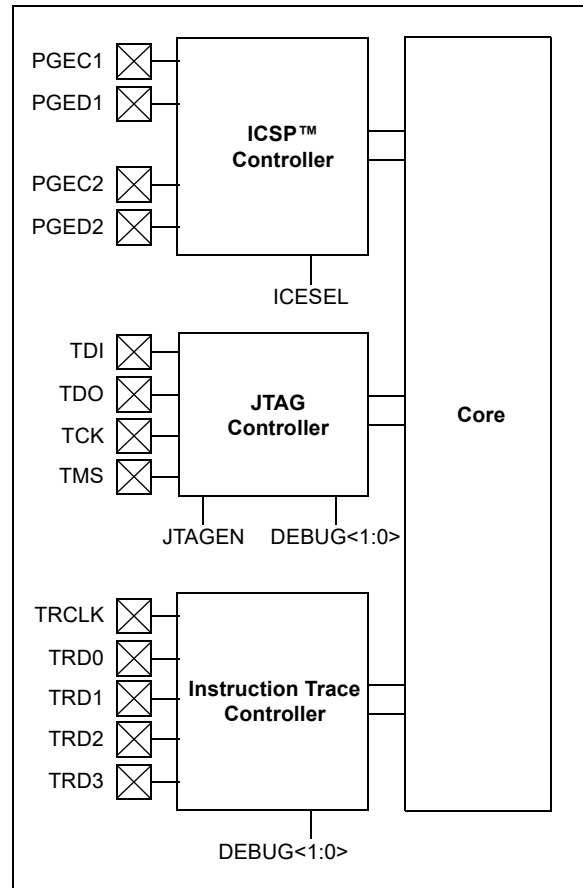 PGEC1
PGED1
ICSP™
Controller
PGEC2
PGED2
ICESEL
TDI
TDO
JTAG
Controller
TCK
TMS
JTAGEN
DEBUG<1:0>
Core
TRCLK
TRD0
TRD1
Instruction Trace
Controller
TRD2
TRD3
DEBUG<1:0>